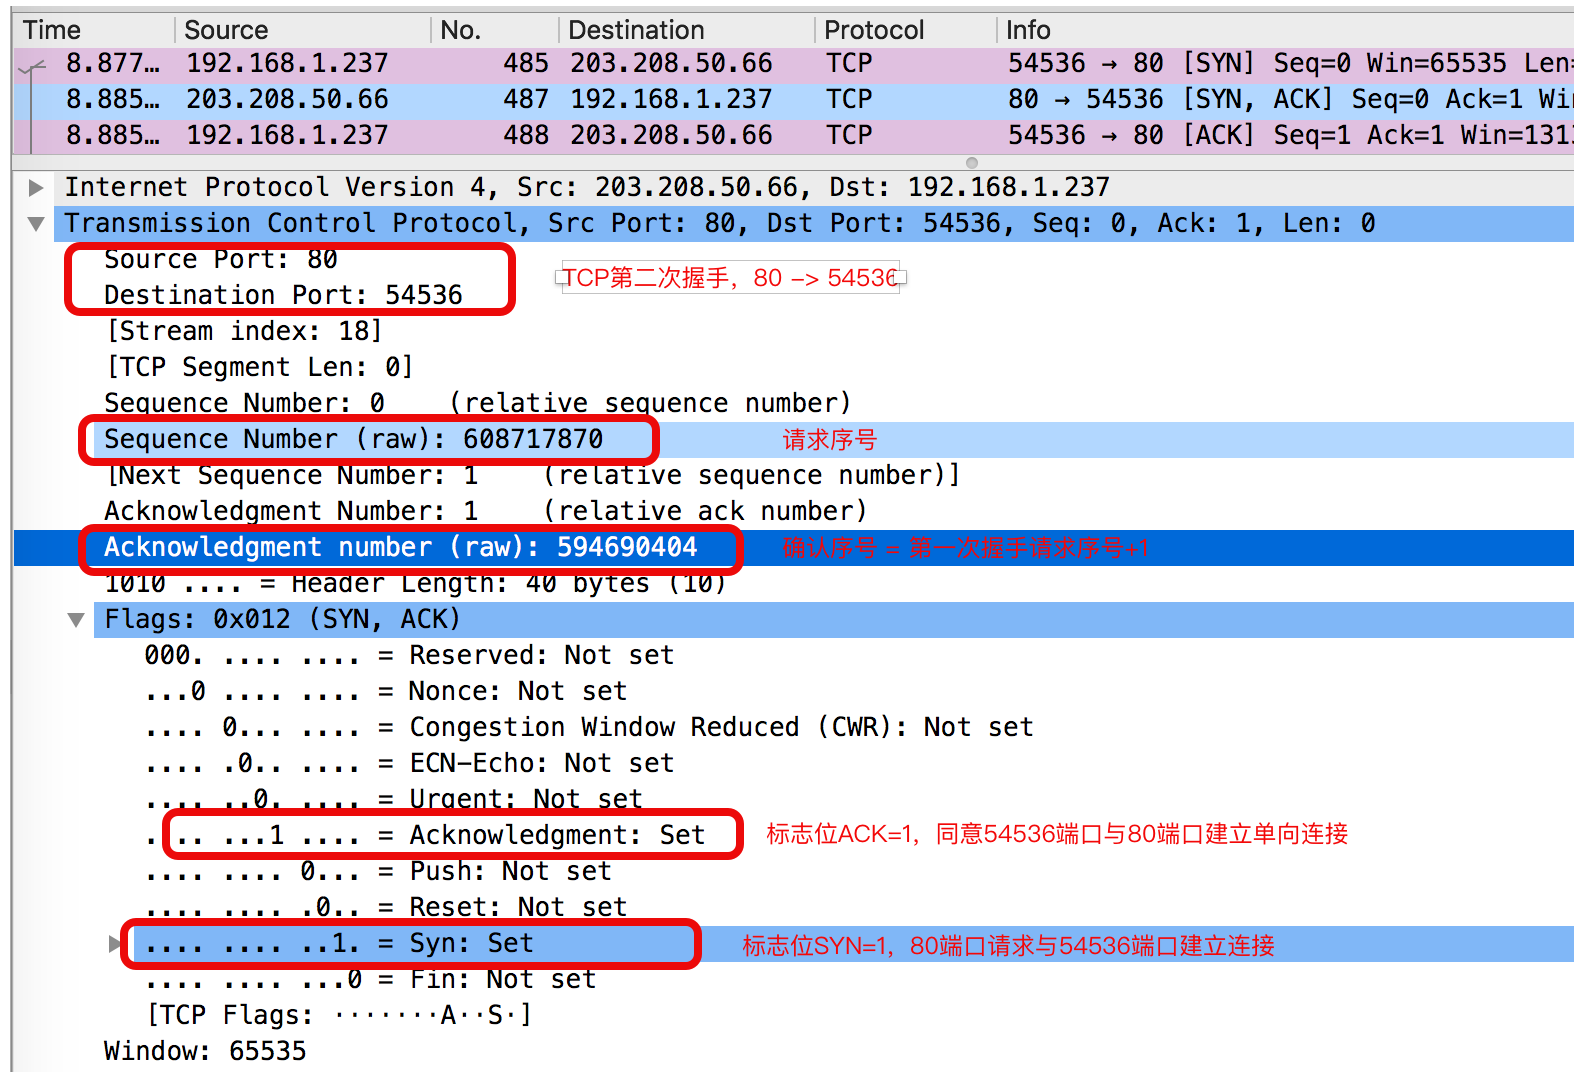 Time Source No. Destination Protocol Info
8.877… 192.168.1.237 485 203.208.50.66 TCP 54536 → 80 [SYN] Seq=0 Win=65535 Len=
8.885… 203.208.50.66 487 192.168.1.237 TCP 80 → 54536 [SYN, ACK] Seq=0 Ack=1 Wi
8.885… 192.168.1.237 488 203.208.50.66 TCP 54536 → 80 [ACK] Seq=1 Ack=1 Win=131
Internet Protocol Version 4, Src: 203.208.50.66, Dst: 192.168.1.237
Transmission Control Protocol, Src Port: 80, Dst Port: 54536, Seq: 0, Ack: 1, Len: 0
Source Port: 80
TCP第二次握手，80 -> 54536
Destination Port: 54536
[Stream index: 18]
[TCP Segment Len: 0]
Sequence Number: 0 (relative sequence number)
Sequence Number (raw): 608717870 请求序号
[Next Sequence Number: 1 (relative sequence number)]
Acknowledgment Number: 1 (relative ack number)
Acknowledgment number (raw): 594690404 确认序号 = 第一次握手请求序号+1
1010 .... = Header Length: 40 bytes (10)
Flags: 0x012 (SYN, ACK)
000. .... .... = Reserved: Not set
...0 .... .... = Nonce: Not set
.... 0... .... = Congestion Window Reduced (CWR): Not set
.... .0.. .... = ECN-Echo: Not set
.... ..0. .... = Urgent: Not set
.... ...1 .... = Acknowledgment: Set 标志位ACK=1，同意54536端口与80端口建立单向连接
.... .... 0... = Push: Not set
.... .... .0.. = Reset: Not set
.... .... ..1. = Syn: Set 标志位SYN=1，80端口请求与54536端口建立连接
.... .... ...0 = Fin: Not set
[TCP Flags: ·······A··S·]
Window: 65535